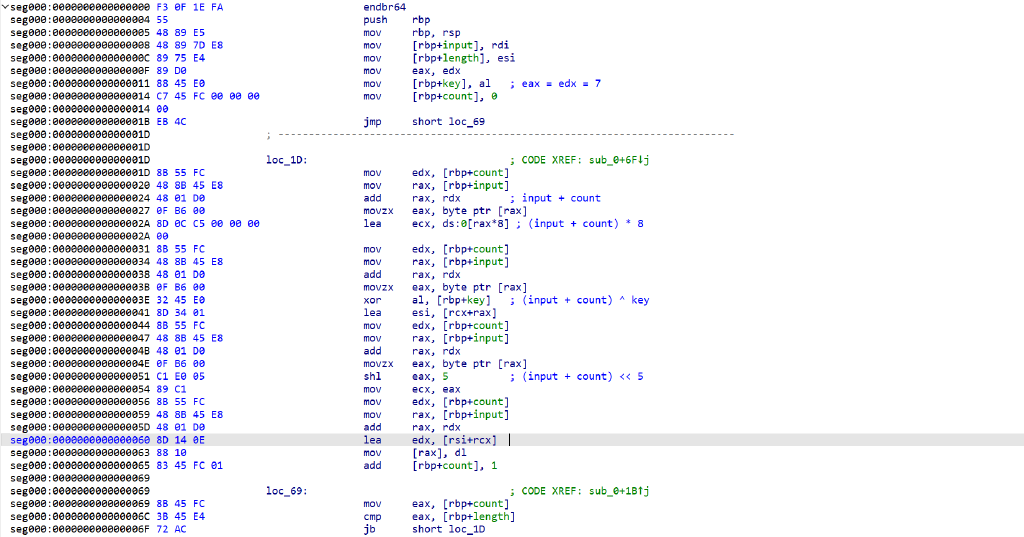 seg000:0000000000000000 F3 0F 1E FA endbr64
seg000:0000000000000004 55 push rbp
seg000:0000000000000005 48 89 E5 mov rbp, rsp
seg000:0000000000000008 48 89 7D E8 mov [rbp+input], rdi
seg000:000000000000000C 89 75 E4 mov [rbp+length], esi
seg000:000000000000000F 89 D0 mov eax, edx
seg000:0000000000000011 88 45 E0 mov [rbp+key], al ; eax = edx = 7
seg000:0000000000000014 C7 45 FC 00 00 00 mov [rbp+count], 0
seg000:0000000000000014 00
seg000:000000000000001B EB 4C jmp short loc_69
seg000:000000000000001D ; ---------------------------------------------------------------------------
seg000:000000000000001D
seg000:000000000000001D loc_1D: ; CODE XREF: sub_0+6F↓j
seg000:000000000000001D 8B 55 FC mov edx, [rbp+count]
seg000:0000000000000020 48 8B 45 E8 mov rax, [rbp+input]
seg000:0000000000000024 48 01 D0 add rax, rdx ; input + count
seg000:0000000000000027 0F B6 00 movzx eax, byte ptr [rax]
seg000:000000000000002A 8D 0C C5 00 00 00 lea ecx, ds:0[rax*8] ; (input + count) * 8
seg000:000000000000002A 00
seg000:0000000000000031 8B 55 FC mov edx, [rbp+count]
seg000:0000000000000034 48 8B 45 E8 mov rax, [rbp+input]
seg000:0000000000000038 48 01 D0 add rax, rdx
seg000:000000000000003B 0F B6 00 movzx eax, byte ptr [rax]
seg000:000000000000003E 32 45 E0 xor al, [rbp+key] ; (input + count) ^ key
seg000:0000000000000041 8D 34 01 lea esi, [rcx+rax]
seg000:0000000000000044 8B 55 FC mov edx, [rbp+count]
seg000:0000000000000047 48 8B 45 E8 mov rax, [rbp+input]
seg000:000000000000004B 48 01 D0 add rax, rdx
seg000:000000000000004E 0F B6 00 movzx eax, byte ptr [rax]
seg000:0000000000000051 C1 E0 05 shl eax, 5 ; (input + count) << 5
seg000:0000000000000054 89 C1 mov ecx, eax
seg000:0000000000000056 8B 55 FC mov edx, [rbp+count]
seg000:0000000000000059 48 8B 45 E8 mov rax, [rbp+input]
seg000:000000000000005D 48 01 D0 add rax, rdx
seg000:0000000000000060 8D 14 0E lea edx, [rsi+rcx]
seg000:0000000000000063 88 10 mov [rax], dl
seg000:0000000000000065 83 45 FC 01 add [rbp+count], 1
seg000:0000000000000069
seg000:0000000000000069 loc_69: ; CODE XREF: sub_0+1B↑j
seg000:0000000000000069 8B 45 FC mov eax, [rbp+count]
seg000:000000000000006C 3B 45 E4 cmp eax, [rbp+length]
seg000:000000000000006F 72 AC jb short loc_1D